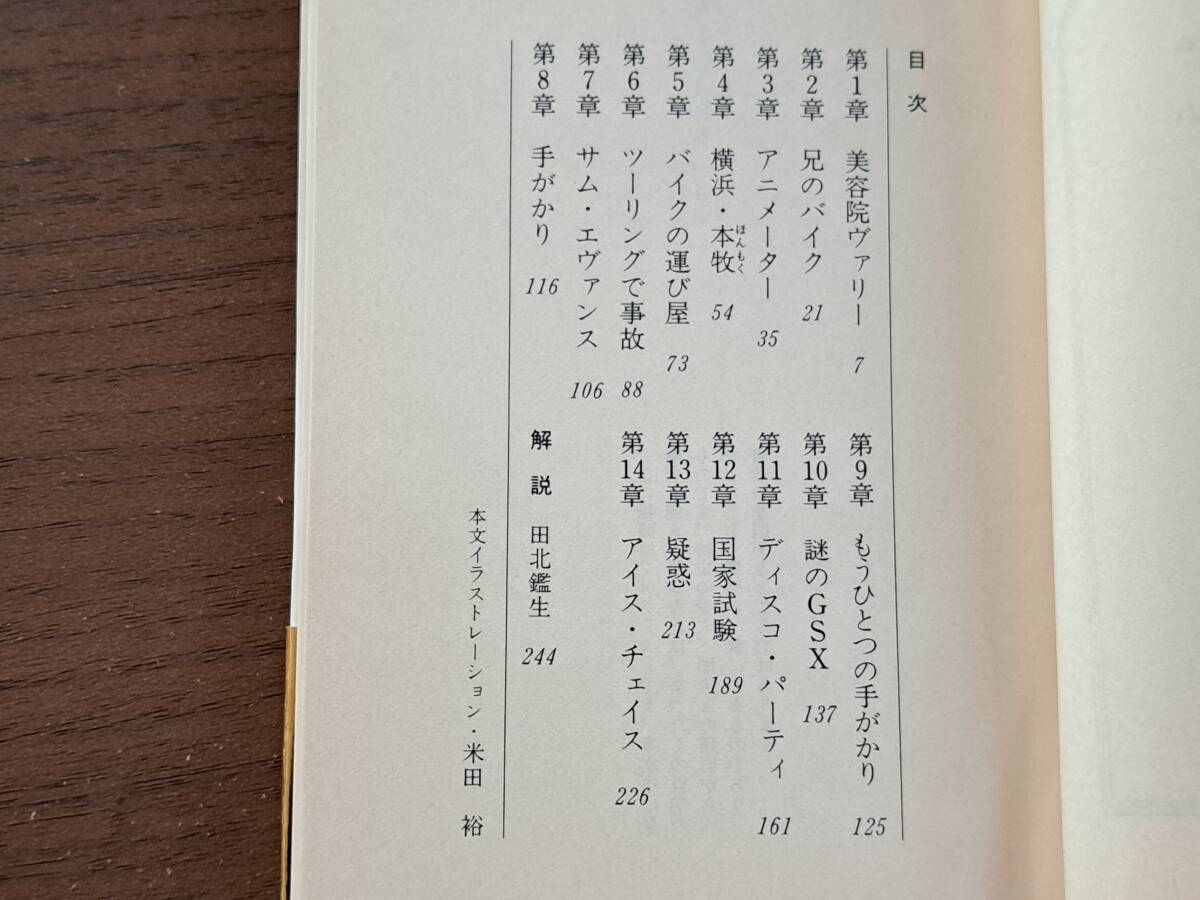 目次
第1章 美容院ヴァリー 7
第2章 兄のバイク 21
第3章 アニメーター 35
第4章 横浜・本牧 54
ほんもく
第5章 バイクの運び屋 73
第6章 ツーリングで事故 88
第7章 サム・エヴァンス 106
第8章 手がかり 116
第9章 もうひとつの手がかり 125
第10章 謎のGSX 137
第11章 ディスコ・パーティ 161
第12章 国家試験 189
第13章 疑惑 213
第14章 アイス・チェイス 226
解説 田北鑑生 244
本文イラストレーション・米田 裕